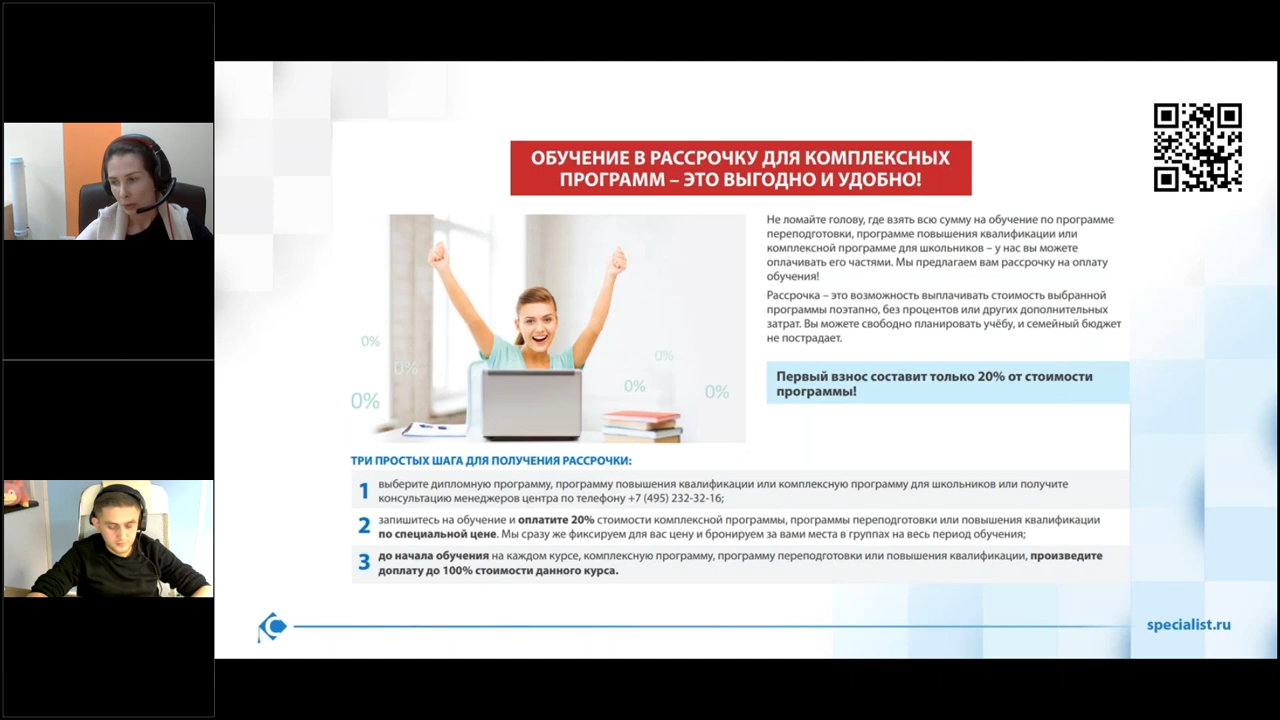 ОБУЧЕНИЕ В РАССРОЧКУ ДЛЯ КОМПЛЕКСНЫХ
ПРОГРАММ – ЭТО ВЫГОДНО И УДОБНО!
Не ломайте голову, где взять всю сумму на обучение по программе
переподготовки, программе повышения квалификации или
комплексной программе для школьников – у нас вы можете
оплачивать его частями. Мы предлагаем вам рассрочку на оплату
обучения!
Рассрочка – это возможность выплачивать стоимость выбранной
программы поэтапно, без процентов или других дополнительных
затрат. Вы можете свободно планировать учёбу, и семейный бюджет
не пострадает.
0%
0%
0%
0%
0%
0%
Первый взнос составит только 20% от стоимости
программы!
ТРИ ПРОСТЫХ ШАГА ДЛЯ ПОЛУЧЕНИЯ РАССРОЧКИ:
1 выберите дипломную программу, программу повышения квалификации или комплексную программу для школьников или получите
консультацию менеджеров центра по телефону +7 (495) 232-32-16;
2 запишитесь на обучение и оплатите 20% стоимости комплексной программы, программы переподготовки или повышения квалификации
по специальной цене. Мы сразу же фиксируем для вас цену и бронируем за вами места в группах на весь период обучения;
3 до начала обучения на каждом курсе, комплексную программу, программу переподготовки или повышения квалификации, произведите
доплату до 100% стоимости данного курса.
specialist.ru